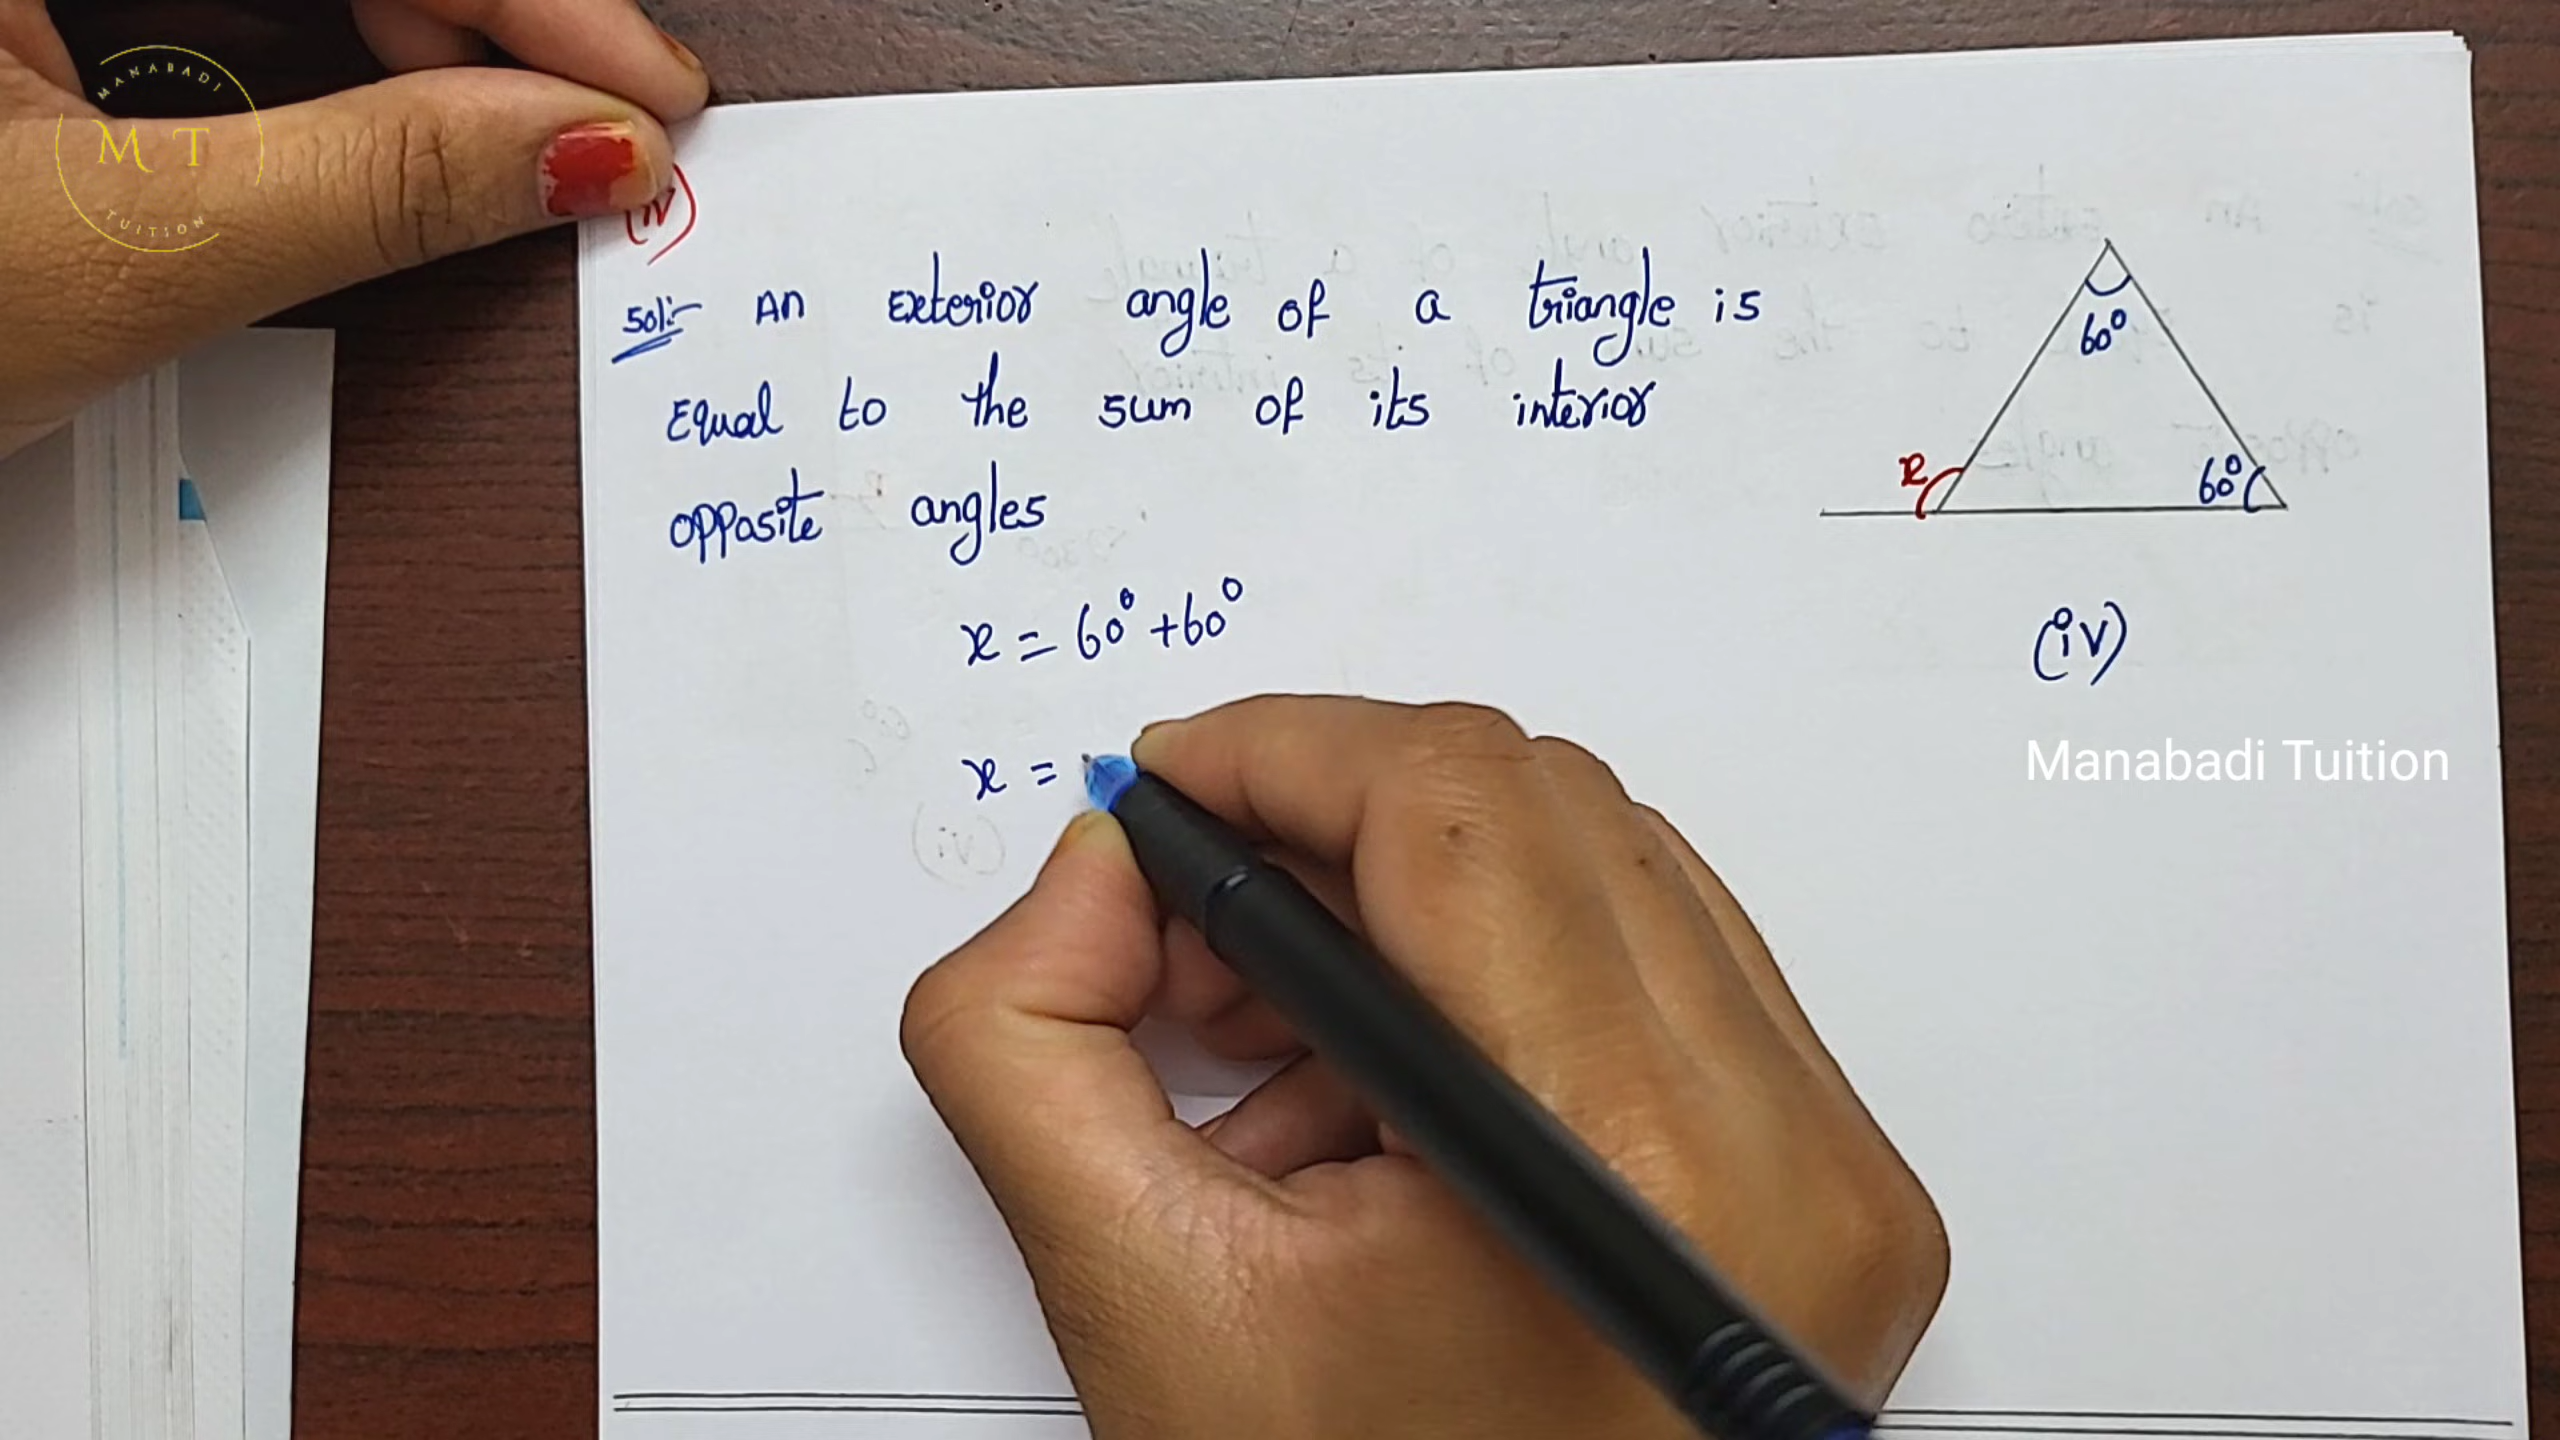 MANABADI
M T
TUITION
(iv)
Sol:- An Exterior angle of a triangle is
Equal to the sum of its interior
opposite angles
x = 60° + 60°
x =
60°
x
60°
(iv)
Manabadi Tuition
(vi)